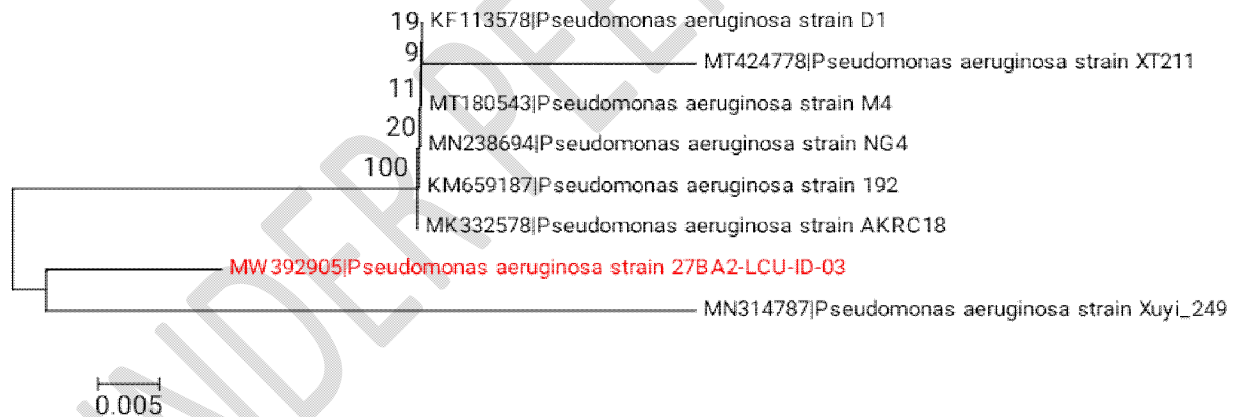 19 KF113578|Pseudomonas aeruginosa strain D1
9
MT424778|Pseudomonas aeruginosa strain XT211
11
MT180543|Pseudomonas aeruginosa strain M4
20
MN238694|Pseudomonas aeruginosa strain NG4
100
KM659187|Pseudomonas aeruginosa strain 192
MK332578|Pseudomonas aeruginosa strain AKRC18
MW392905|Pseudomonas aeruginosa strain 27BA2-LCU-ID-03
MN314787|Pseudomonas aeruginosa strain Xuyi_249
0.005
UNDER PEE